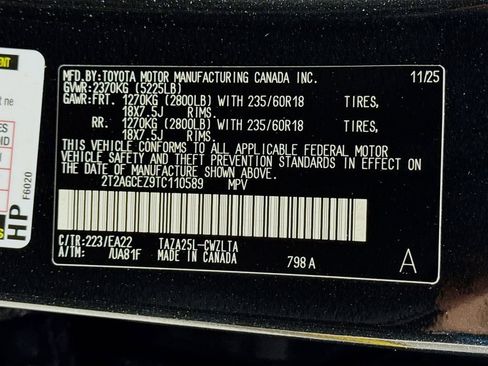 MFD.BY:TOYOTA MOTOR MANUFACTURING CANADA INC. 11/25
GVWR:2370KG (5225LB)
GAWR:FRT. 1270KG (2800LB) WITH 235/60R18 TIRES,
18X7.5J RIMS.
RR. 1270KG (2800LB) WITH 235/60R18 TIRES,
18X7.5J RIMS.
THIS VEHICLE CONFORMS TO ALL APPLICABLE FEDERAL MOTOR
VEHICLE SAFETY AND THEFT PREVENTION STANDARDS IN EFFECT ON
THE DATE OF MANUFACTURE SHOWN ABOVE.
2T2AGCEZ9TC110589 MPV
C/TR:223/EA22 TAZA25L-CWZLTA
A/TM: /UA81F MADE IN CANADA 798A A
HP
F6020